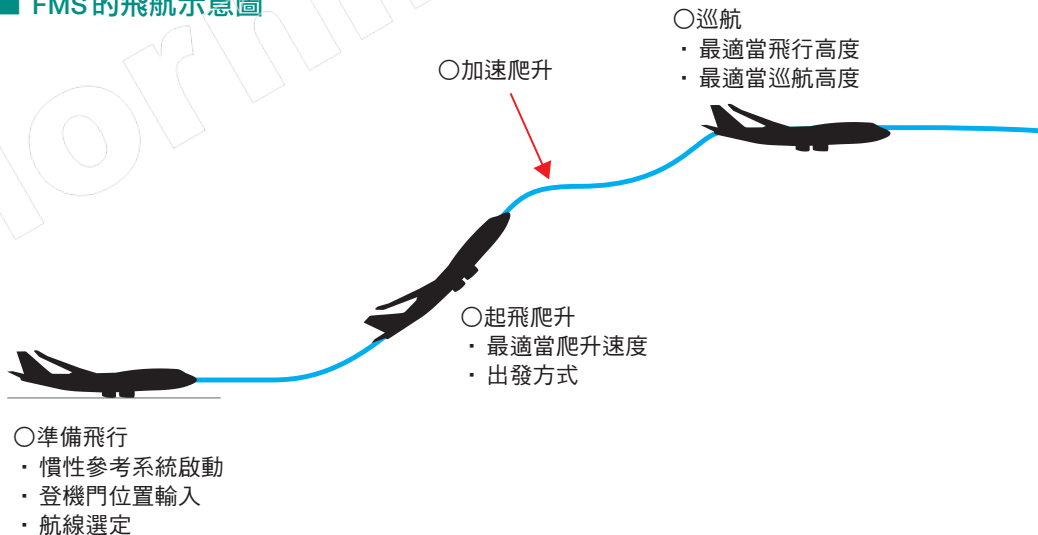 ■ FMS的飛航示意圖
○巡航
・最適當飛行高度
・最適當巡航高度
○加速爬升
○起飛爬升
・最適當爬升速度
・出發方式
○準備飛行
・慣性參考系統啟動
・登機門位置輸入
・航線選定